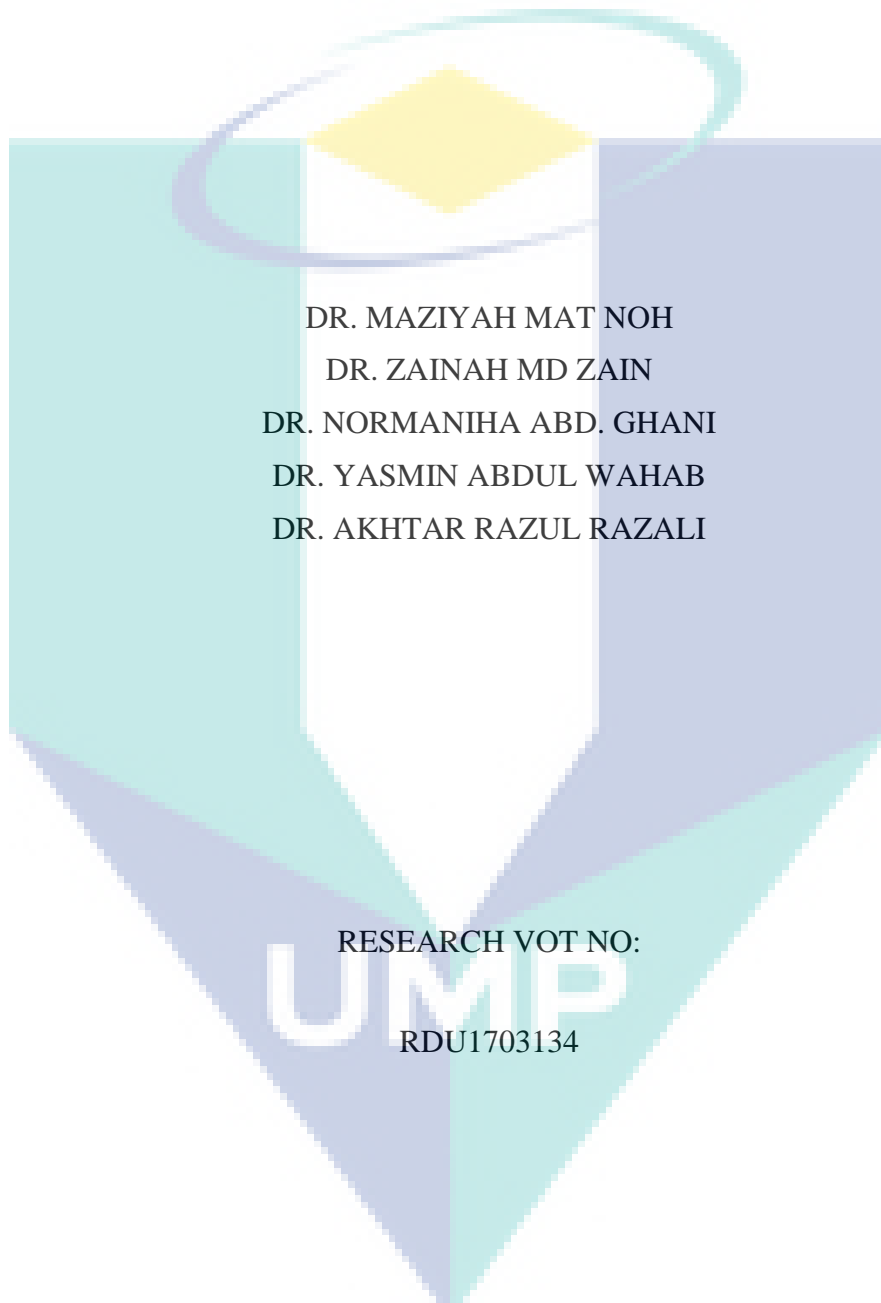 DR. MAZIYAH MAT NOH
DR. ZAINAH MD ZAIN
DR. NORMANIHA ABD. GHANI
DR. YASMIN ABDUL WAHAB
DR. AKHTAR RAZUL RAZALI
RESEARCH VOT NO:
UMP
RDU1703134